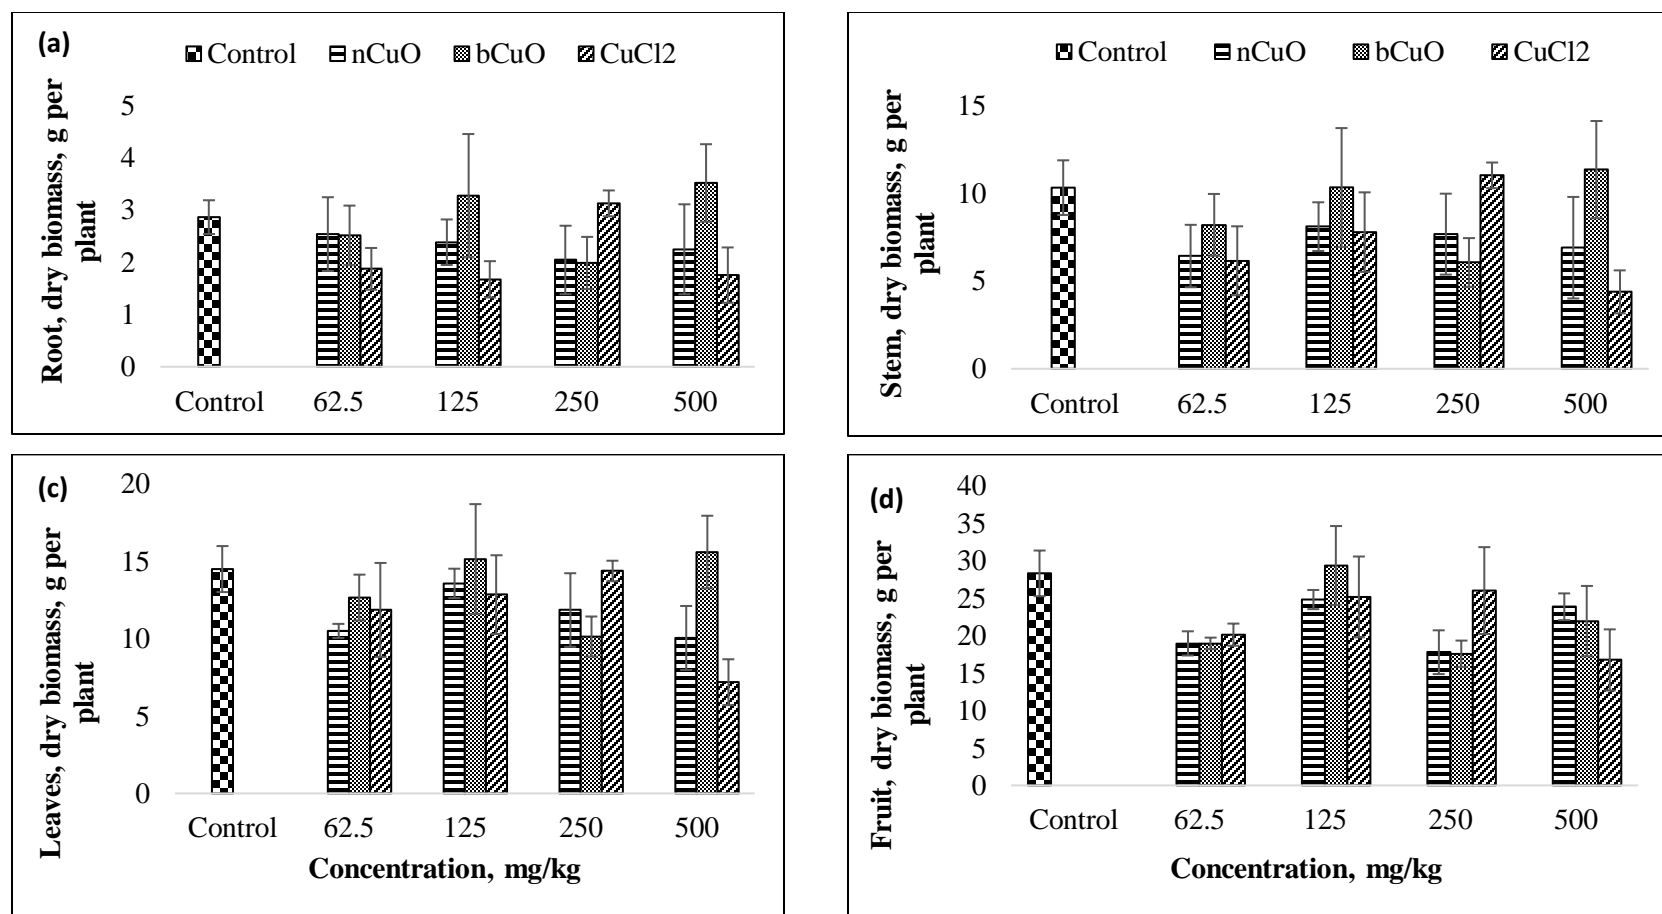 (a)
Control nCuO bCuO CuCl2
Root, dry biomass, g per
plant
5
4
3
2
1
0
Control 62.5 125 250 500
Control nCuO bCuO CuCl2
Stem, dry biomass, g per
plant
15
10
5
0
Control 62.5 125 250 500
(c)
Leaves, dry biomass, g per
plant
20
15
10
5
0
Control 62.5 125 250 500
Concentration, mg/kg
(d)
Fruit, dry biomass, g per
plant
40
35
30
25
20
15
10
5
0
Control 62.5 125 250 500
Concentration, mg/kg